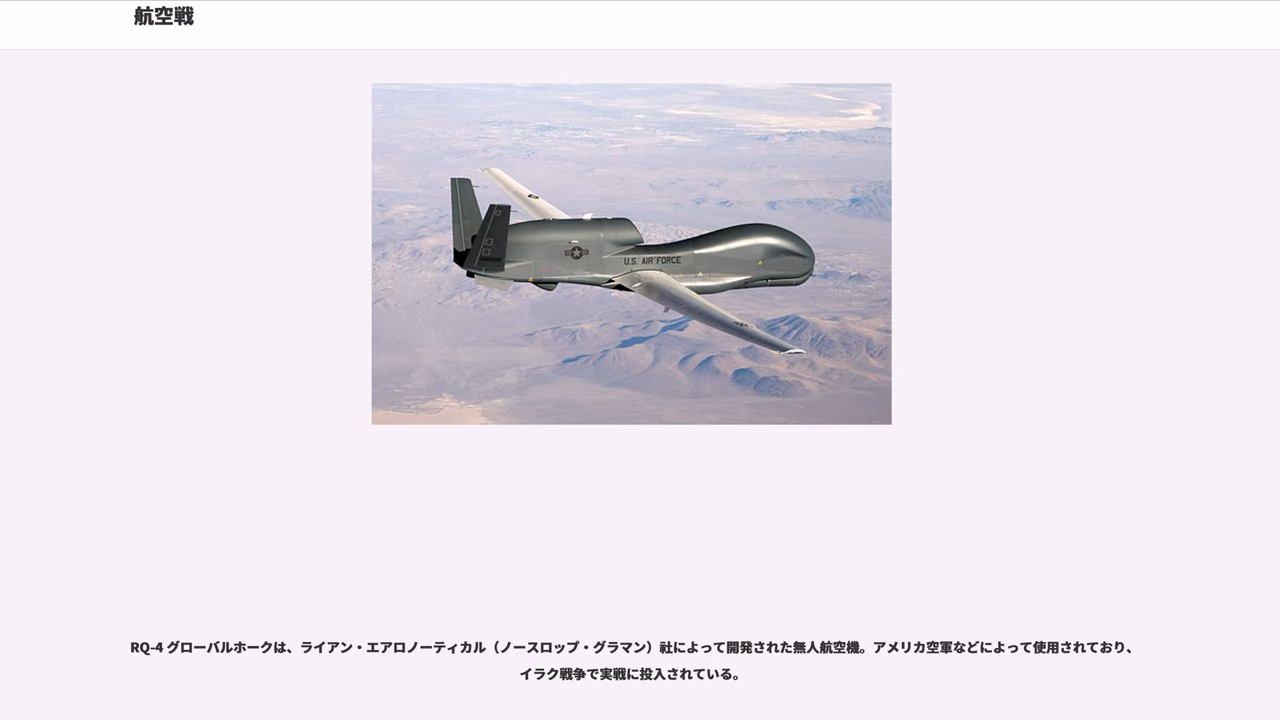 航空戦
U.S. AIR FORCE
RQ-4 グローバルホークは、ライアン・エアロノーティカル（ノースロップ・グラマン）社によって開発された無人航空機。アメリカ空軍などによって使用されており、
イラク戦争で実戦に投入されている。